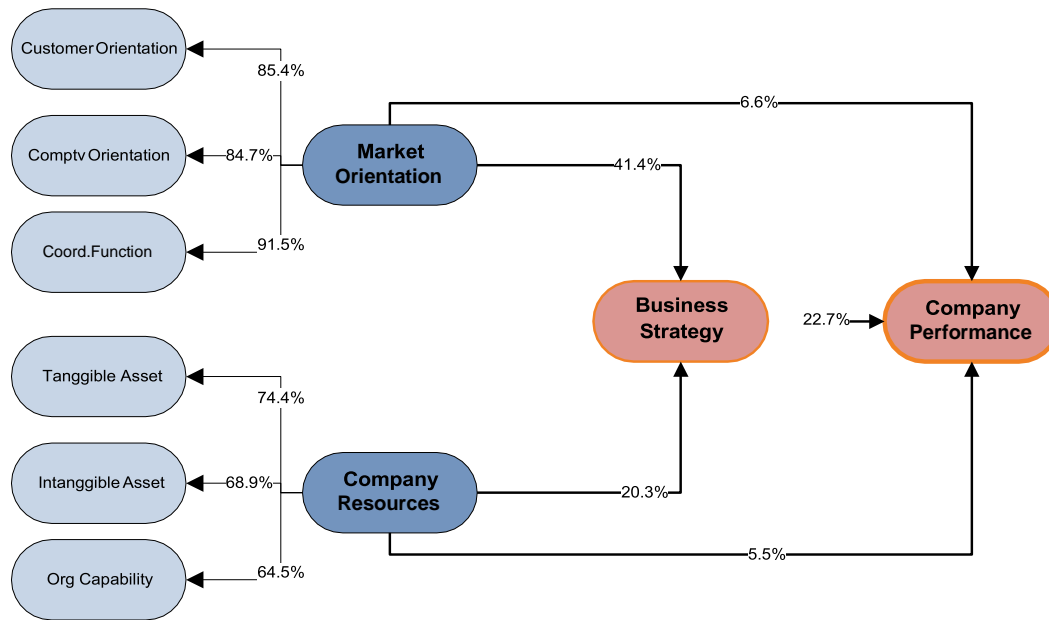 Customer Orientation
85.4%
6.6%
Comptv Orientation
84.7%
Market
Orientation
41.4%
Coord.Function
91.5%
Business
Strategy
22.7%
Company
Performance
Tanggible Asset
74.4%
Intanggible Asset
68.9%
Company
Resources
20.3%
5.5%
Org Capability
64.5%